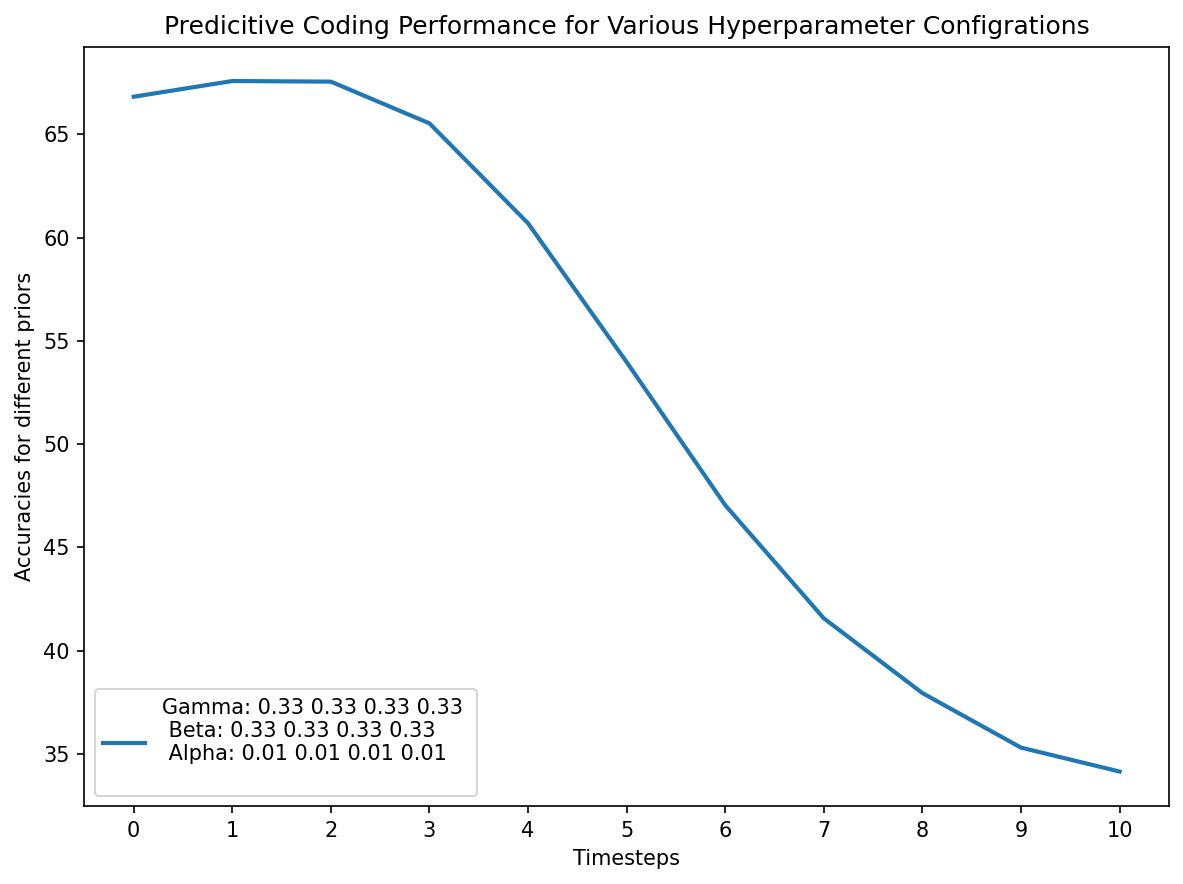 Predicitive Coding Performance for Various Hyperparameter Configrations
Accuracies for different priors
65
60
55
50
45
40
35
Gamma: 0.33 0.33 0.33 0.33
Beta: 0.33 0.33 0.33 0.33
Alpha: 0.01 0.01 0.01 0.01
0 1 2 3 4 5 6 7 8 9 10
Timesteps